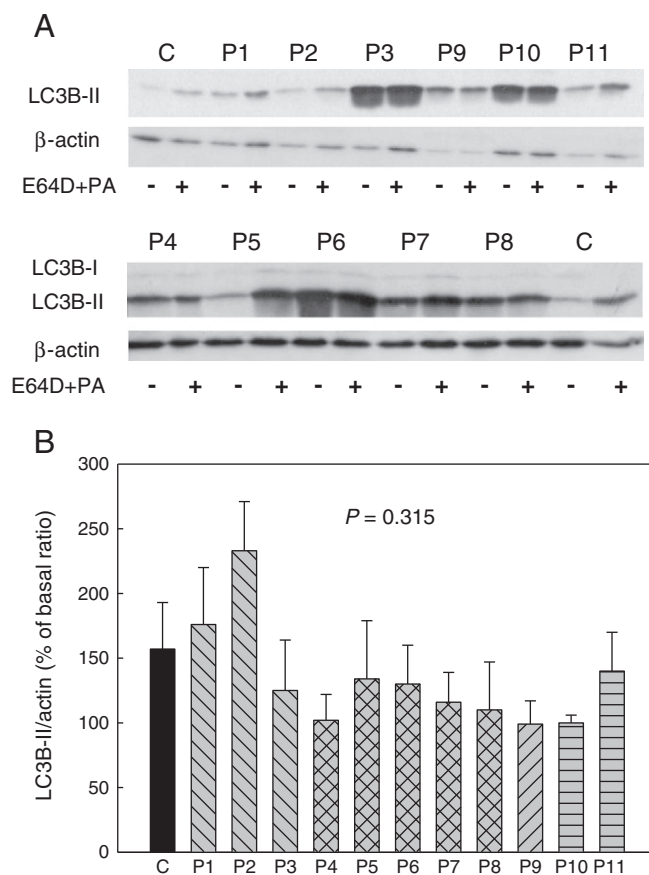 A
C P1 P2 P3 P9 P10 P11
LC3B-II
β-actin
E64D+PA - + - + - + - + - + - + - +
P4 P5 P6 P7 P8 C
LC3B-I
LC3B-II
β-actin
E64D+PA - + - + - + - + - + - +
B
LC3B-II/actin (% of basal ratio)
300
250
200
150
100
50
0
P = 0.315
C P1 P2 P3 P4 P5 P6 P7 P8 P9 P10 P11